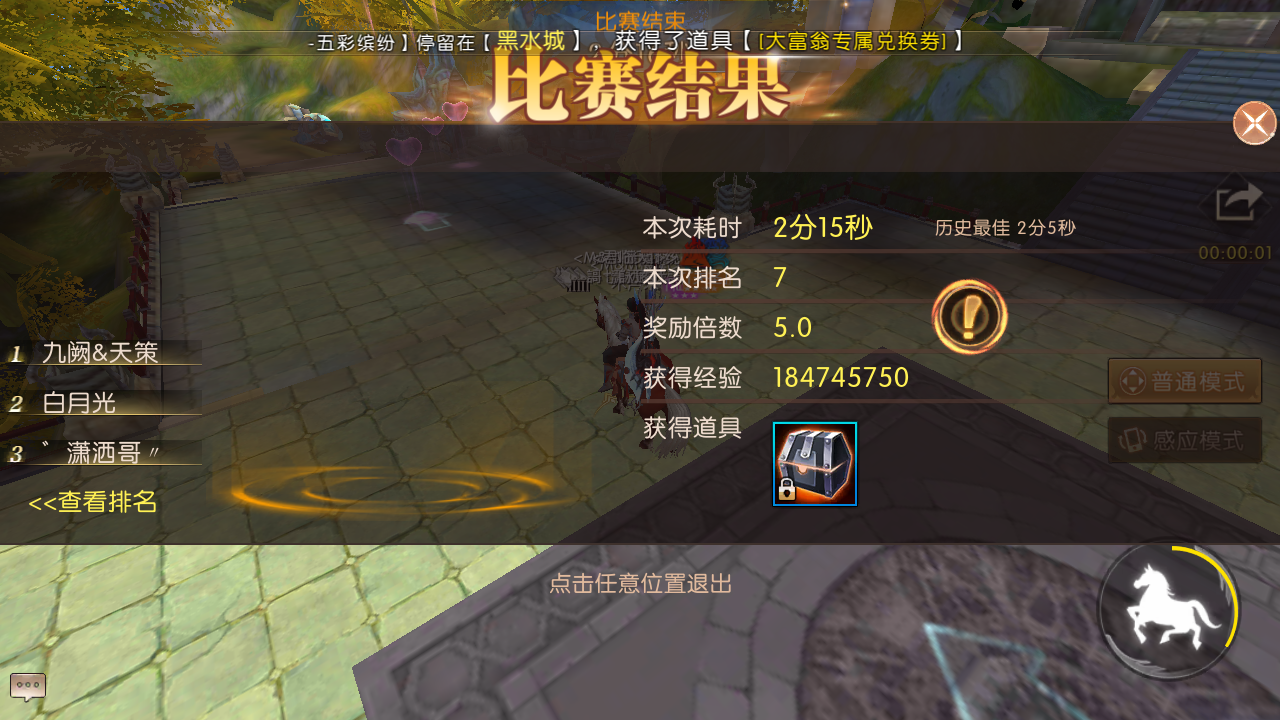 比赛结束
-五彩缤纷】停留在【黑水城】，获得了道具【[大富翁专属兑换券]】
比赛结果
本次耗时 2分15秒 历史最佳 2分5秒
00:00:01
本次排名 7
奖励倍数 5.0
获得经验 184745750
获得道具
1 九阙&天策
2 白月光
3 ゛潇洒哥〃
<<查看排名
普通模式
感应模式
点击任意位置退出